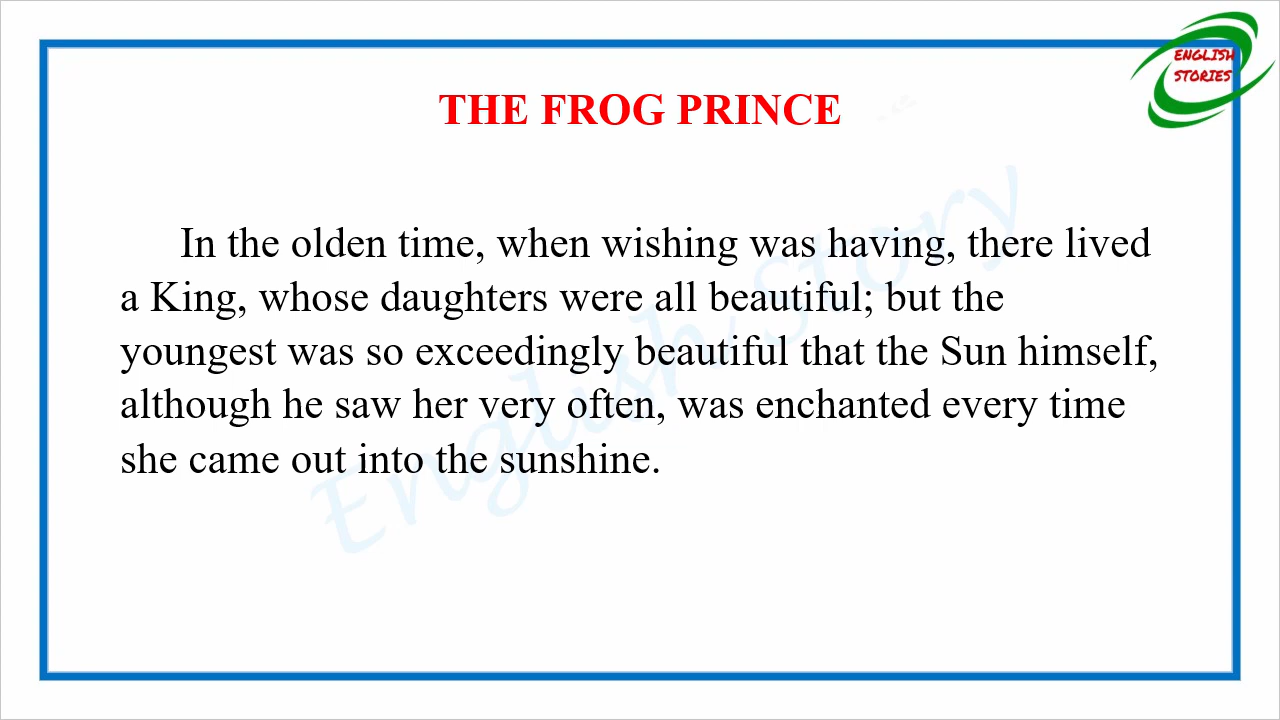 ENGLISH
STORIES
THE FROG PRINCE
In the olden time, when wishing was having, there lived
a King, whose daughters were all beautiful; but the
youngest was so exceedingly beautiful that the Sun himself,
although he saw her very often, was enchanted every time
she came out into the sunshine.
English Story